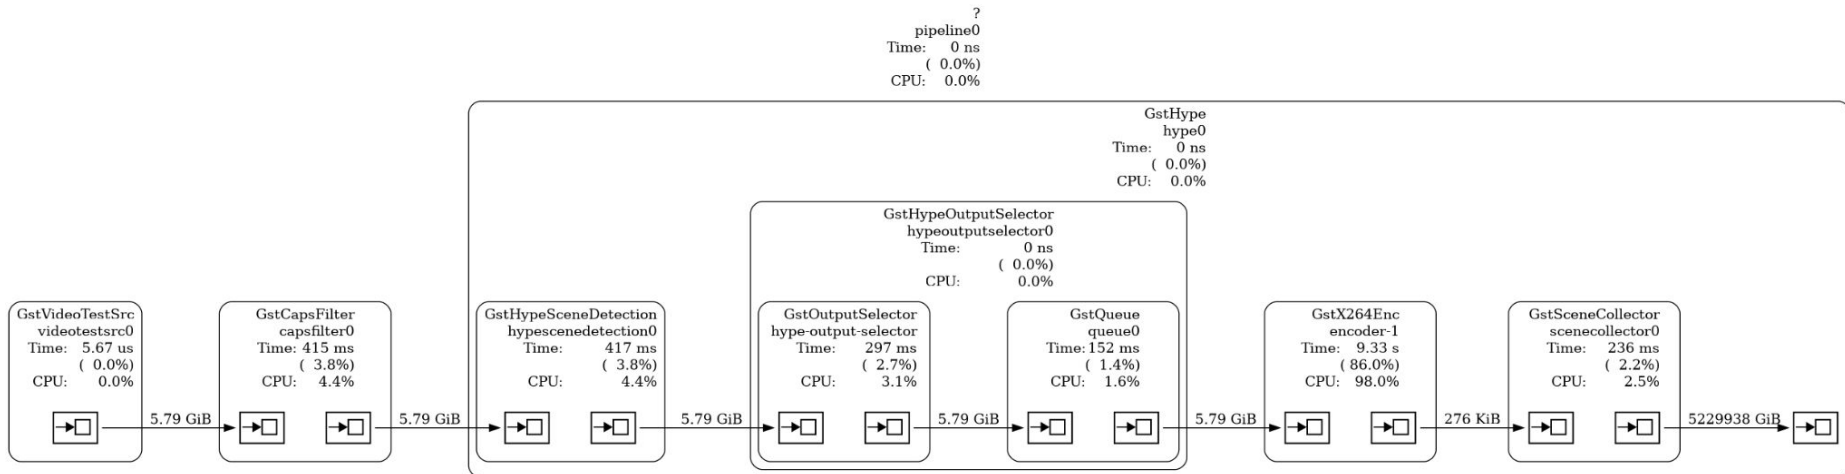 ?
pipeline0
Time: 0 ns
( 0.0%)
CPU: 0.0%
GstHype
hype0
Time: 0 ns
( 0.0%)
CPU: 0.0%
GstHypeOutputSelector
hypeoutputselector0
Time: 0 ns
( 0.0%)
CPU: 0.0%
GstVideoTestSrc
videotestsrc0
Time: 5.67 us
( 0.0%)
CPU: 0.0%
5.79 GiB
GstCapsFilter
capsfilter0
Time: 415 ms
( 3.8%)
CPU: 4.4%
5.79 GiB
GstHypeSceneDetection
hypescenedetection0
Time: 417 ms
( 3.8%)
CPU: 4.4%
5.79 GiB
GstOutputSelector
hype-output-selector
Time: 297 ms
( 2.7%)
CPU: 3.1%
5.79 GiB
GstQueue
queue0
Time: 152 ms
( 1.4%)
CPU: 1.6%
5.79 GiB
GstX264Enc
encoder-1
Time: 9.33 s
( 86.0%)
CPU: 98.0%
276 KiB
GstSceneCollector
scenecollector0
Time: 236 ms
( 2.2%)
CPU: 2.5%
5229938 GiB